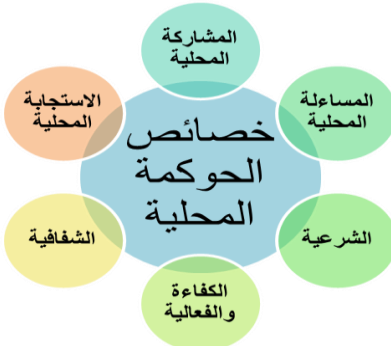 المشاركة
المحلية
المساءلة
المحلية
الشرعية
الكفاءة
والفعالية
الشفافية
الاستجابة
المحلية
خصائص
الحوكمة
المحلية